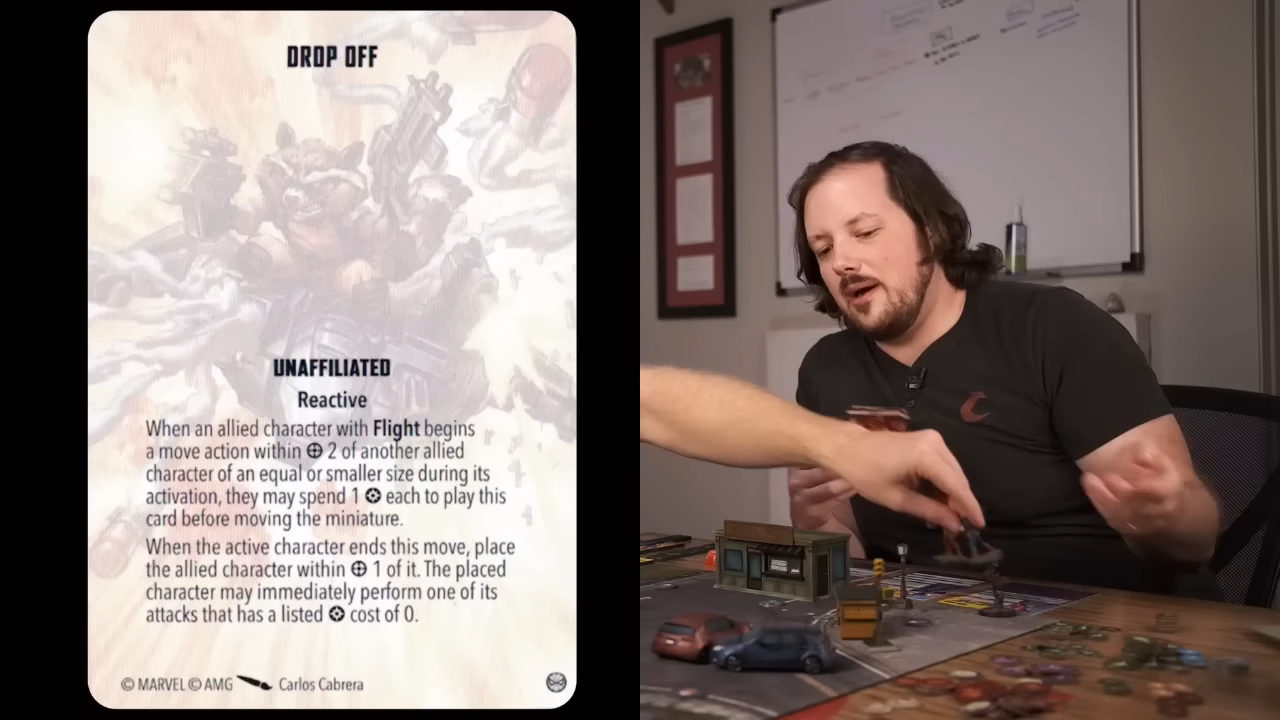 DROP OFF
UNAFFILIATED
Reactive
When an allied character with Flight begins
a move action within 2 of another allied
character of an equal or smaller size during its
activation, they may spend 1 each to play this
card before moving the miniature.
When the active character ends this move, place
the allied character within 1 of it. The placed
character may immediately perform one of its
attacks that has a listed cost of 0.
© MARVEL © AMG Carlos Cabrera